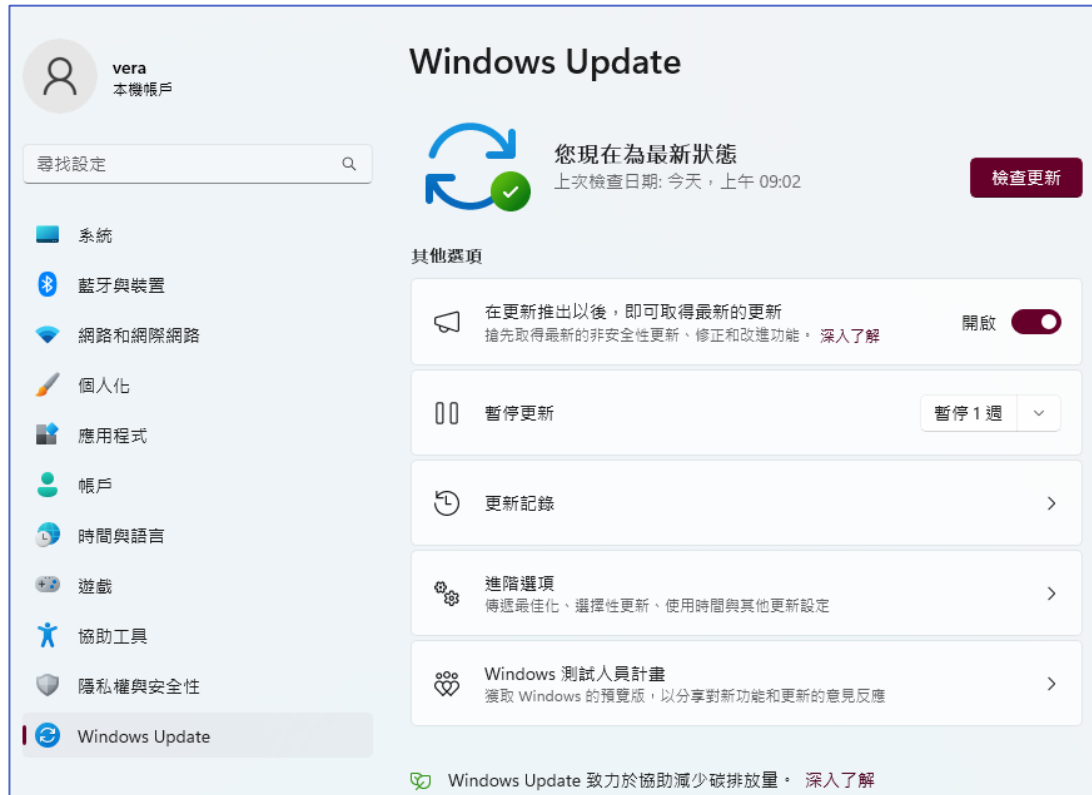 vera
本機帳戶
尋找設定
系統
藍牙與裝置
網路和網際網路
個人化
應用程式
帳戶
時間與語言
遊戲
協助工具
隱私權與安全性
Windows Update
Windows Update
您現在為最新狀態
上次檢查日期: 今天，上午 09:02
檢查更新
其他選項
在更新推出以後，即可取得最新的更新
搶先取得最新的非安全性更新、修正和改進功能。 深入了解
開啟
暫停更新
暫停 1 週
更新記錄
進階選項
傳遞最佳化、選擇性更新、使用時間與其他更新設定
Windows 測試人員計畫
獲取 Windows 的預覽版，以分享對新功能和更新的意見反應
Windows Update 致力於協助減少碳排放量。 深入了解